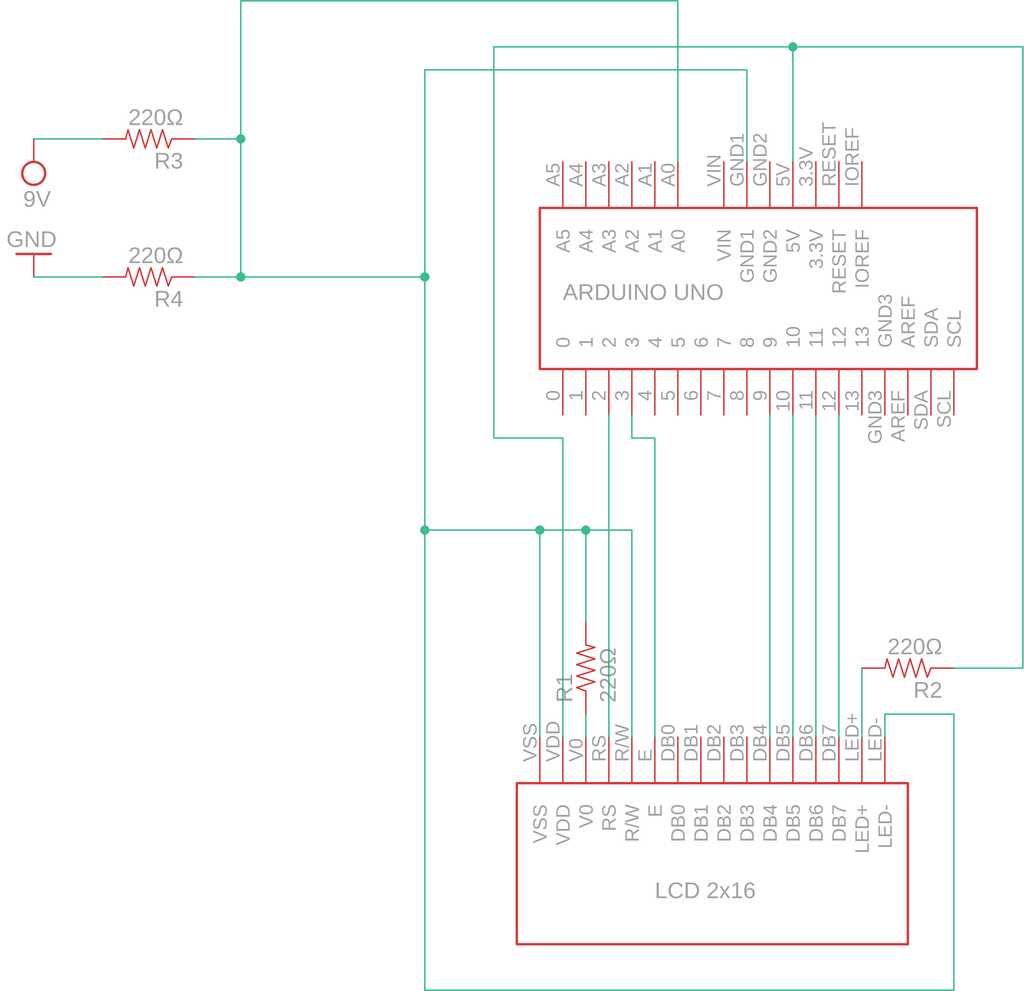 220Ω
R3
9V
GND
220Ω
R4
A5 A4 A3 A2 A1 A0 VIN GND1 GND2 5V 3.3V RESET IOREF
A5 A4 A3 A2 A1 A0 VIN GND1 GND2 5V 3.3V RESET IOREF
ARDUINO UNO
0 1 2 3 4 5 6 7 8 9 10 11 12 13 GND3 AREF SDA SCL
0 1 2 3 4 5 6 7 8 9 10 11 12 13 GND3 AREF SDA SCL
R1
220Ω
220Ω
R2
VSS VDD V0 RS R/W E DB0 DB1 DB2 DB3 DB4 DB5 DB6 DB7 LED+ LED-
VSS VDD V0 RS R/W E DB0 DB1 DB2 DB3 DB4 DB5 DB6 DB7 LED+ LED-
LCD 2x16